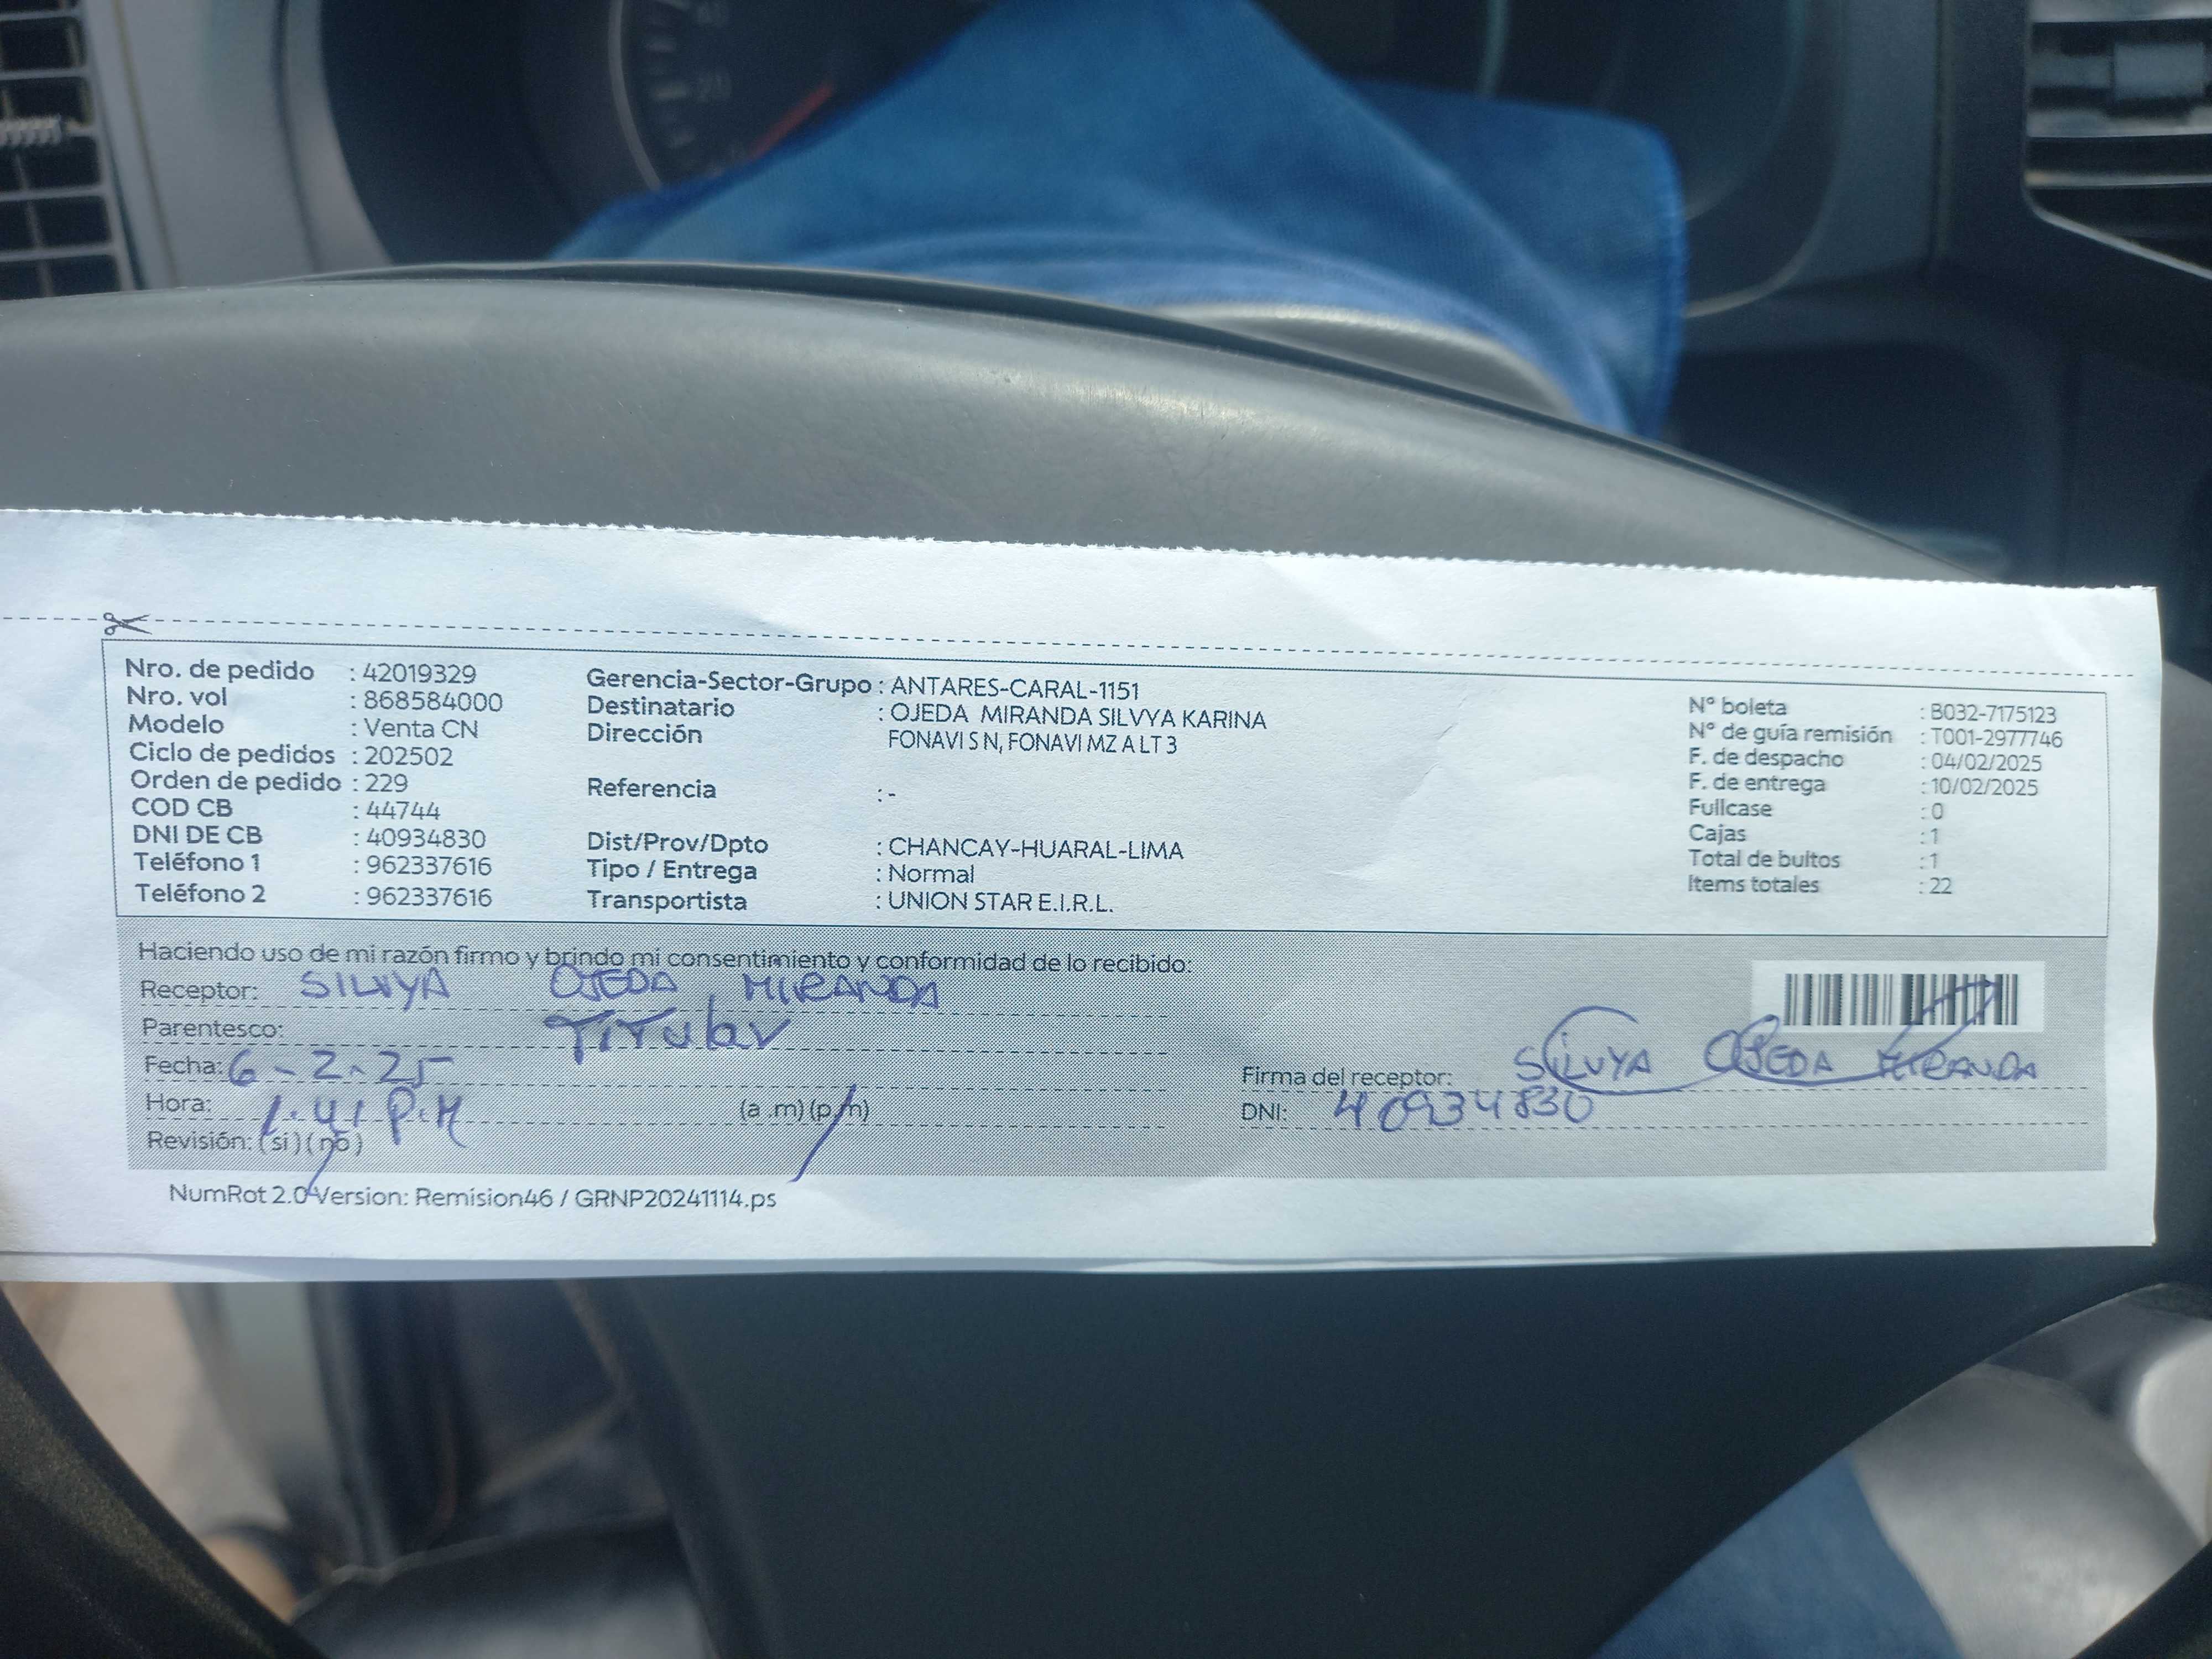 Nro. de pedido : 42019329
Nro. vol : 868584000
Modelo : Venta CN
Ciclo de pedidos : 202502
Orden de pedido : 229
COD CB : 44744
DNI DE CB : 40934830
Teléfono 1 : 962337616
Teléfono 2 : 962337616
Gerencia-Sector-Grupo : ANTARES-CARAL-1151
Destinatario : OJEDA MIRANDA SILVYA KARINA
Dirección FONAVI S N, FONAVI MZ A LT 3
Referencia : -
Dist/Prov/Dpto : CHANCAY-HUARAL-LIMA
Tipo / Entrega : Normal
Transportista : UNION STAR E.I.R.L.
N° boleta : B032-7175123
N° de guía remisión : T001-2977746
F. de despacho : 04/02/2025
F. de entrega : 10/02/2025
Fullcase : 0
Cajas : 1
Total de bultos : 1
Items totales : 22
Haciendo uso de mi razón firmo y brindo mi consentimiento y conformidad de lo recibido:
Receptor: SILVYA OJEDA MIRANDA
Parentesco: Titular
Fecha: 6-2-25
Hora: 1:41 P.M (a .m) (p.m)
Revisión: (si) (no)
Firma del receptor: SILVYA OJEDA MIRANDA
DNI: 40934830
NumRot 2.0 Version: Remision46 / GRNP20241114.ps